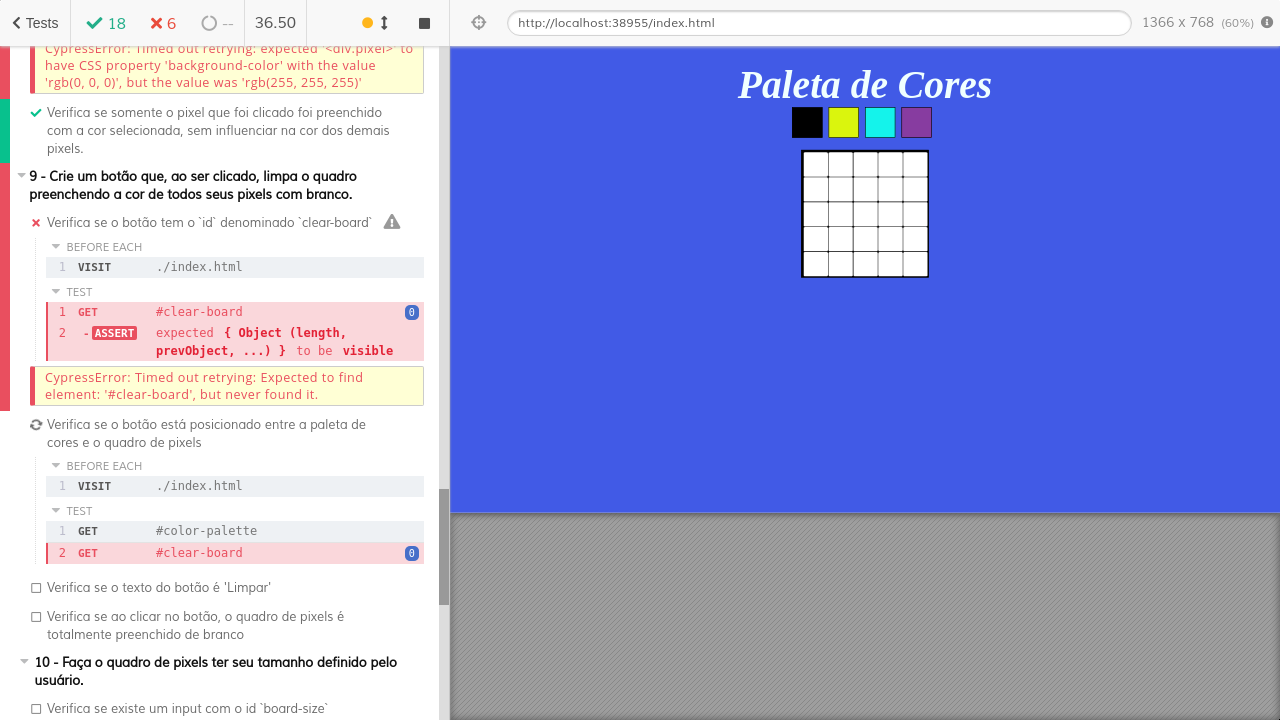 Tests
18
6
--
36.50
http://localhost:38955/index.html
1366 x 768 (60%)
CypressError: Timed out retrying: expected '<div.pixel>' to
have CSS property 'background-color' with the value
'rgb(0, 0, 0)', but the value was 'rgb(255, 255, 255)'
Verifica se somente o pixel que foi clicado foi preenchido
com a cor selecionada, sem influenciar na cor dos demais
pixels.
9 - Crie um botão que, ao ser clicado, limpa o quadro
preenchendo a cor de todos seus pixels com branco.
Verifica se o botão tem o `id` denominado `clear-board`
BEFORE EACH
1 VISIT ./index.html
TEST
1 GET #clear-board 0
2 - ASSERT expected { Object (length,
prevObject, ...) } to be visible
CypressError: Timed out retrying: Expected to find
element: '#clear-board', but never found it.
Verifica se o botão está posicionado entre a paleta de
cores e o quadro de pixels
BEFORE EACH
1 VISIT ./index.html
TEST
1 GET #color-palette
2 GET #clear-board 0
Verifica se o texto do botão é 'Limpar'
Verifica se ao clicar no botão, o quadro de pixels é
totalmente preenchido de branco
10 - Faça o quadro de pixels ter seu tamanho definido pelo
usuário.
Verifica se existe um input com o id `board-size`
Paleta de Cores